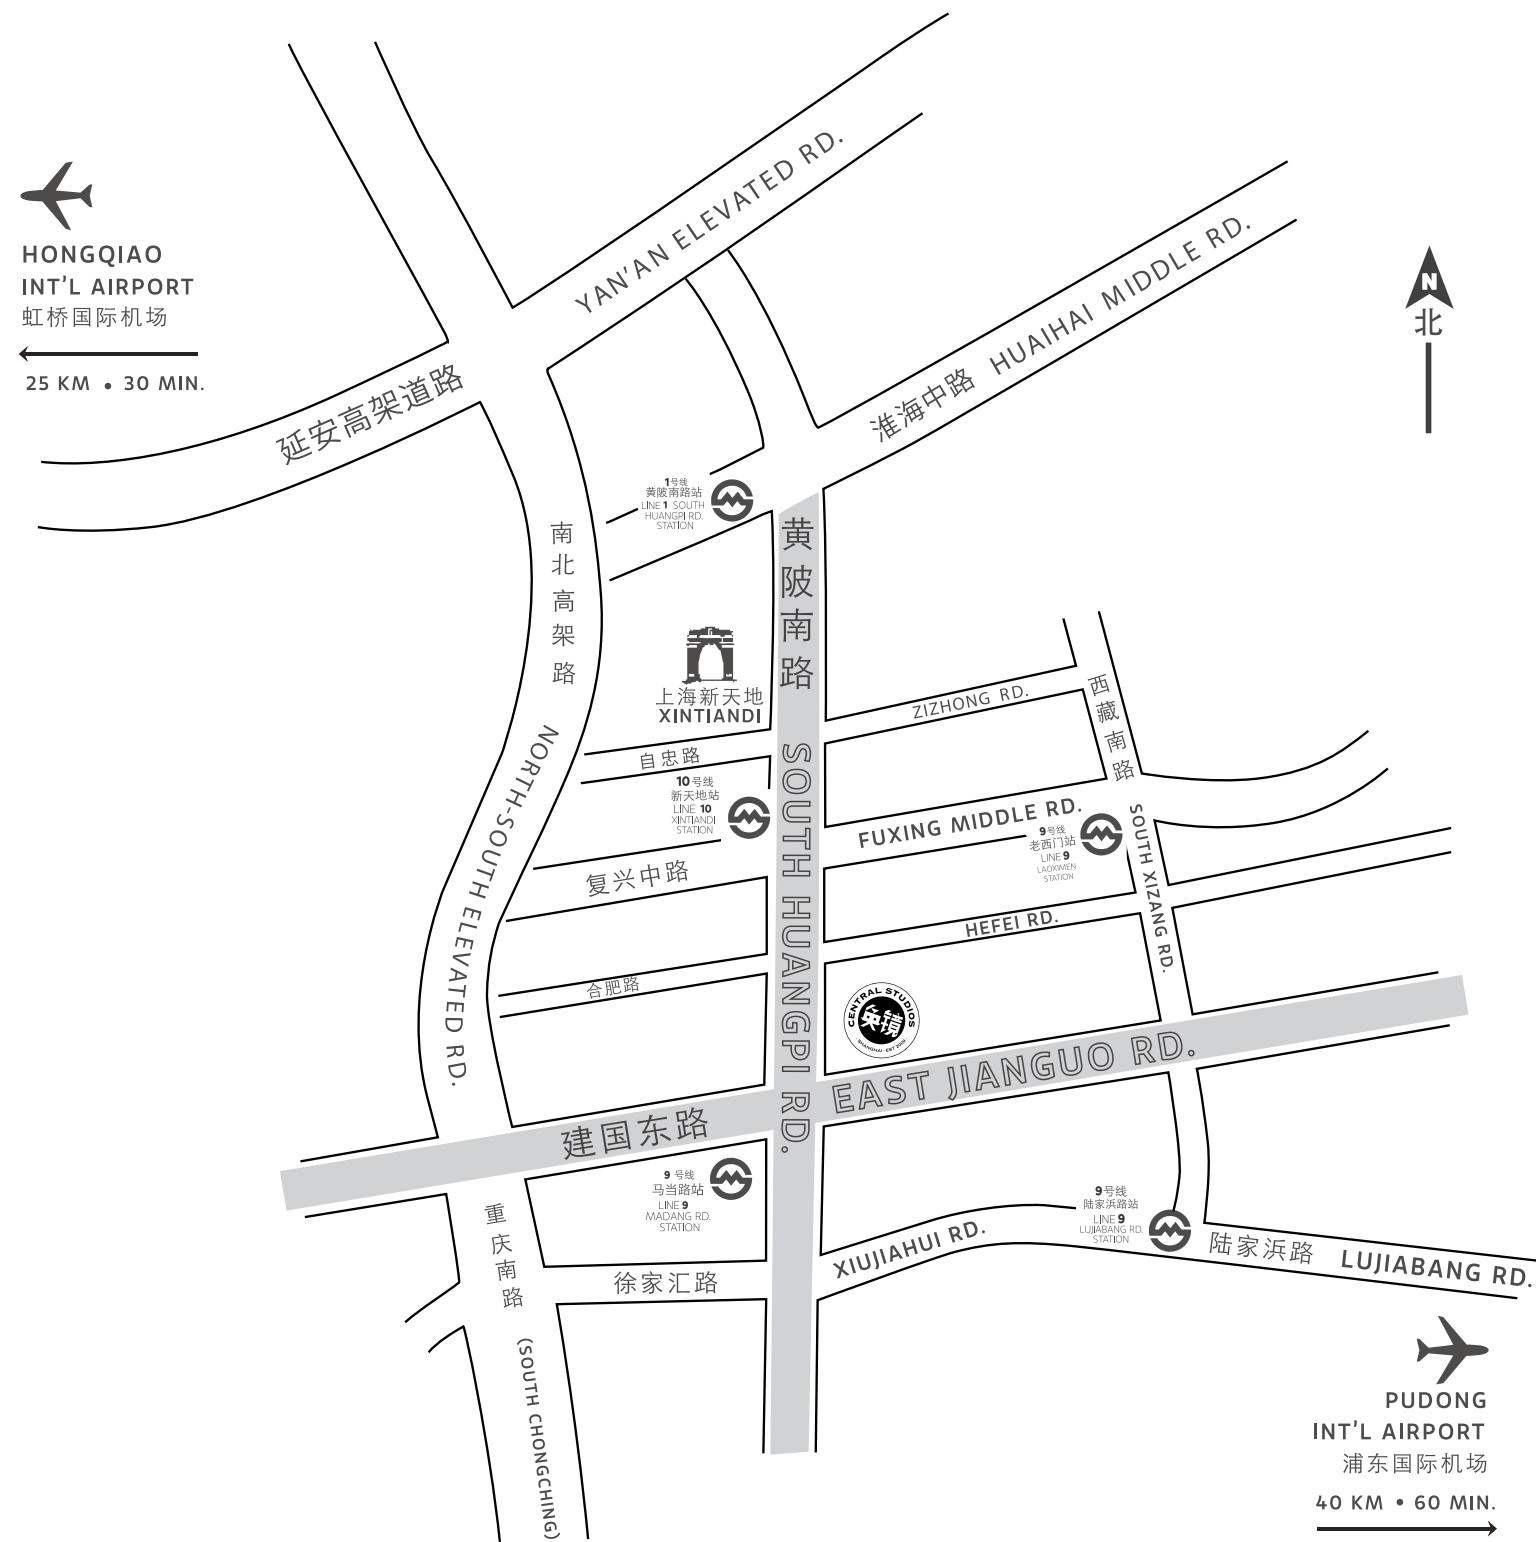 YAN'AN ELEVATED RD.
HONGQIAO
INT'L AIRPORT
虹桥国际机场
25 KM • 30 MIN.
延安高架道路
淮海中路 HUAIHAI MIDDLE RD.
N
北
1号线
黄陂南路站
LINE 1 SOUTH
HUANGPI RD.
STATION
南北高架路
NORTH-SOUTH ELEVATED RD.
黄陂南路
SOUTH HUANGPI RD.
上海新天地
XINTIANDI
ZIZHONG RD.
西藏南路
SOUTH XIZANG RD.
自忠路
10号线
新天地站
LINE 10
XINTIANDI
STATION
FUXING MIDDLE RD.
9号线
老西门站
LINE 9
LAOXIMEN
STATION
复兴中路
HEFEI RD.
合肥路
CENTRAL STUDIOS
奂镜
SHANGHAI · EST 2010
EAST JIANGUO RD.
建国东路
9 号线
马当路站
LINE 9
MADANG RD.
STATION
9号线
陆家浜路站
LINE 9
LUJIABANG RD.
STATION
重庆南路
(SOUTH CHONGCHING)
徐家汇路
XIUJIAHUI RD.
陆家浜路 LUJIABANG RD.
PUDONG
INT'L AIRPORT
浦东国际机场
40 KM • 60 MIN.